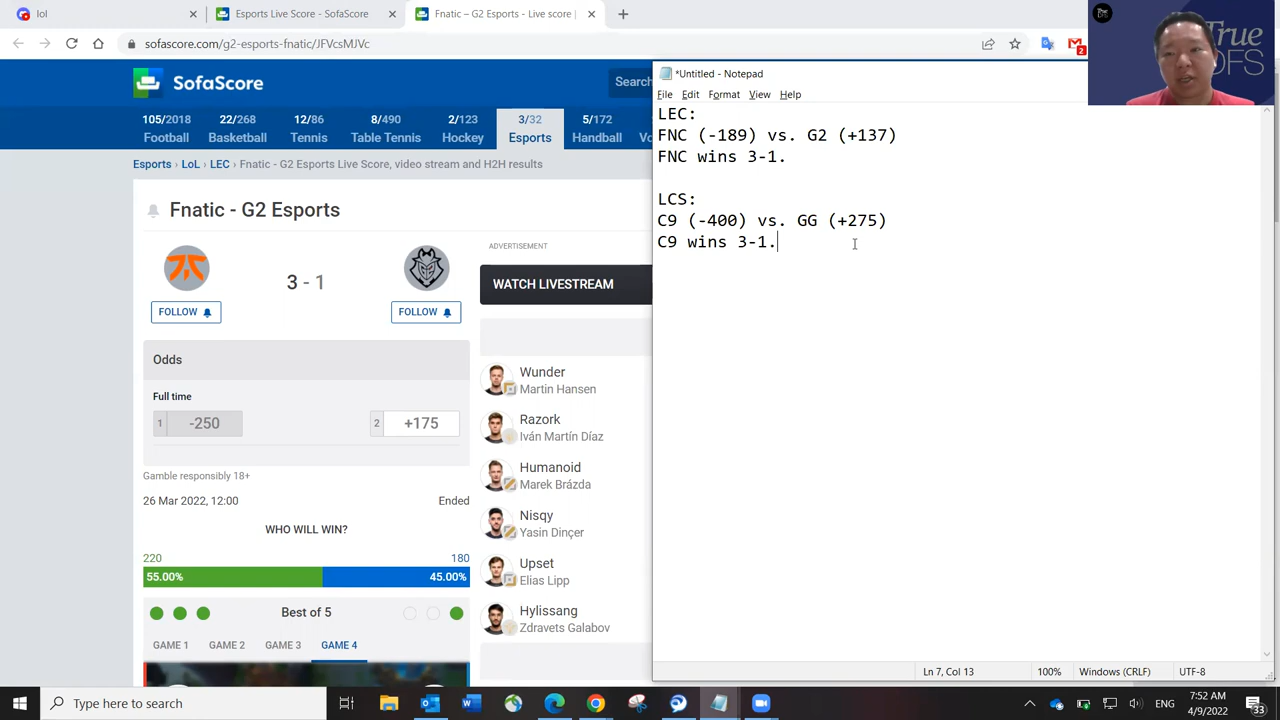 lol
Esports Live Score - SofaScore
Fnatic – G2 Esports - Live score |
sofascore.com/g2-esports-fnatic/JFVcsMJVc
2
True
DFS
SofaScore
Search
105/2018
Football
22/268
Basketball
12/86
Tennis
8/490
Table Tennis
2/123
Hockey
3/32
Esports
5/172
Handball
Esports
LoL
LEC
Fnatic - G2 Esports Live Score, video stream and H2H results
Fnatic - G2 Esports
3 - 1
FOLLOW
FOLLOW
Odds
Full time
1
-250
2
+175
Gamble responsibly 18+
26 Mar 2022, 12:00
Ended
WHO WILL WIN?
220
180
55.00%
45.00%
Best of 5
GAME 1
GAME 2
GAME 3
GAME 4
ADVERTISEMENT
WATCH LIVESTREAM
Wunder
Martin Hansen
Razork
Iván Martín Díaz
Humanoid
Marek Brázda
Nisqy
Yasin Dinçer
Upset
Elias Lipp
Hylissang
Zdravets Galabov
*Untitled - Notepad
File Edit Format View Help
LEC:
FNC (-189) vs. G2 (+137)
FNC wins 3-1.
LCS:
C9 (-400) vs. GG (+275)
C9 wins 3-1.
Ln 7, Col 13
100%
Windows (CRLF)
UTF-8
Type here to search
ENG
7:52 AM
4/9/2022
33